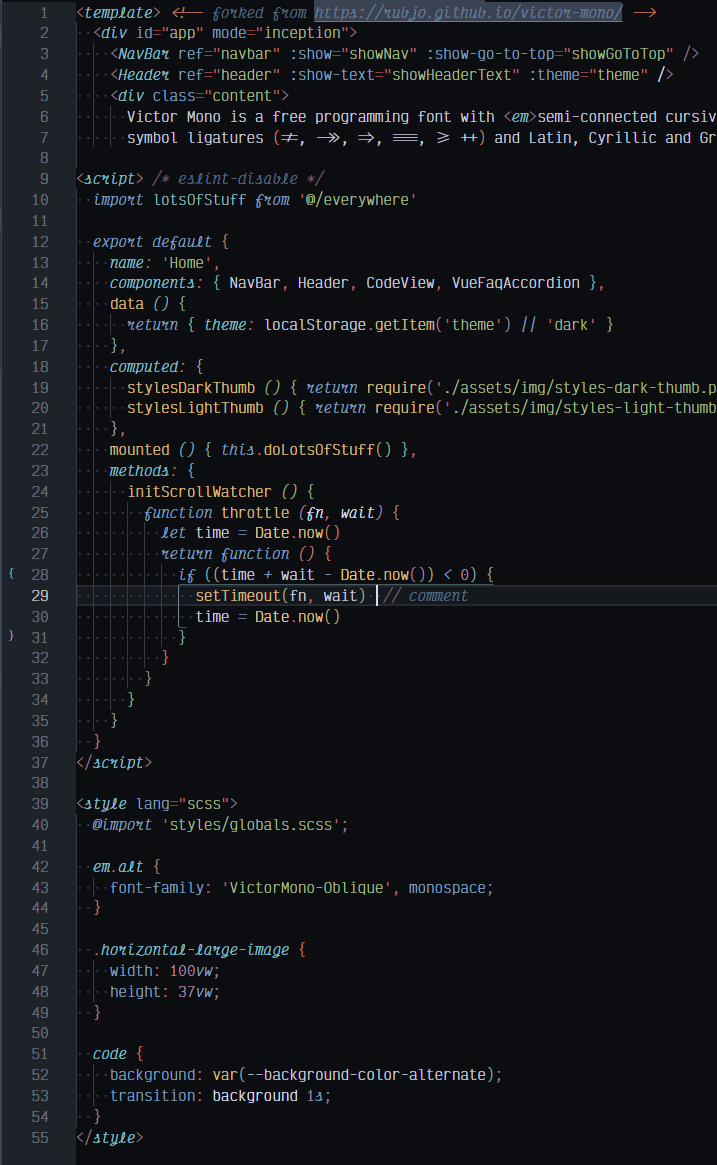 1 <template> <!-- forked from https://rubjo.github.io/victor-mono/ -->
2   <div id="app" mode="inception">
3     <NavBar ref="navbar" :show="showNav" :show-go-to-top="showGoToTop" />
4     <Header ref="header" :show-text="showHeaderText" :theme="theme" />
5     <div class="content">
6       Victor Mono is a free programming font with <em>semi-connected cursiv
7       symbol ligatures (≠, ->>, =>, ===, >= ++) and Latin, Cyrillic and Gr
8
9 <script> /* eslint-disable */
10   import lotsOfStuff from '@/everywhere'
11
12   export default {
13     name: 'Home',
14     components: { NavBar, Header, CodeView, VueFaqAccordion },
15     data () {
16       return { theme: localStorage.getItem('theme') || 'dark' }
17     },
18     computed: {
19       stylesDarkThumb () { return require('./assets/img/styles-dark-thumb.p
20       stylesLightThumb () { return require('./assets/img/styles-light-thumb
21     },
22     mounted () { this.doLotsOfStuff() },
23     methods: {
24       initScrollWatcher () {
25         function throttle (fn, wait) {
26           let time = Date.now()
27           return function () {
{ 28             if ((time + wait - Date.now()) < 0) {
29               setTimeout(fn, wait) // comment
30               time = Date.now()
} 31             }
32           }
33         }
34       }
35     }
36   }
37 </script>
38
39 <style lang="scss">
40   @import 'styles/globals.scss';
41
42   em.alt {
43     font-family: 'VictorMono-Oblique', monospace;
44   }
45
46   .horizontal-large-image {
47     width: 100vw;
48     height: 37vw;
49   }
50
51   code {
52     background: var(--background-color-alternate);
53     transition: background 1s;
54   }
55 </style>